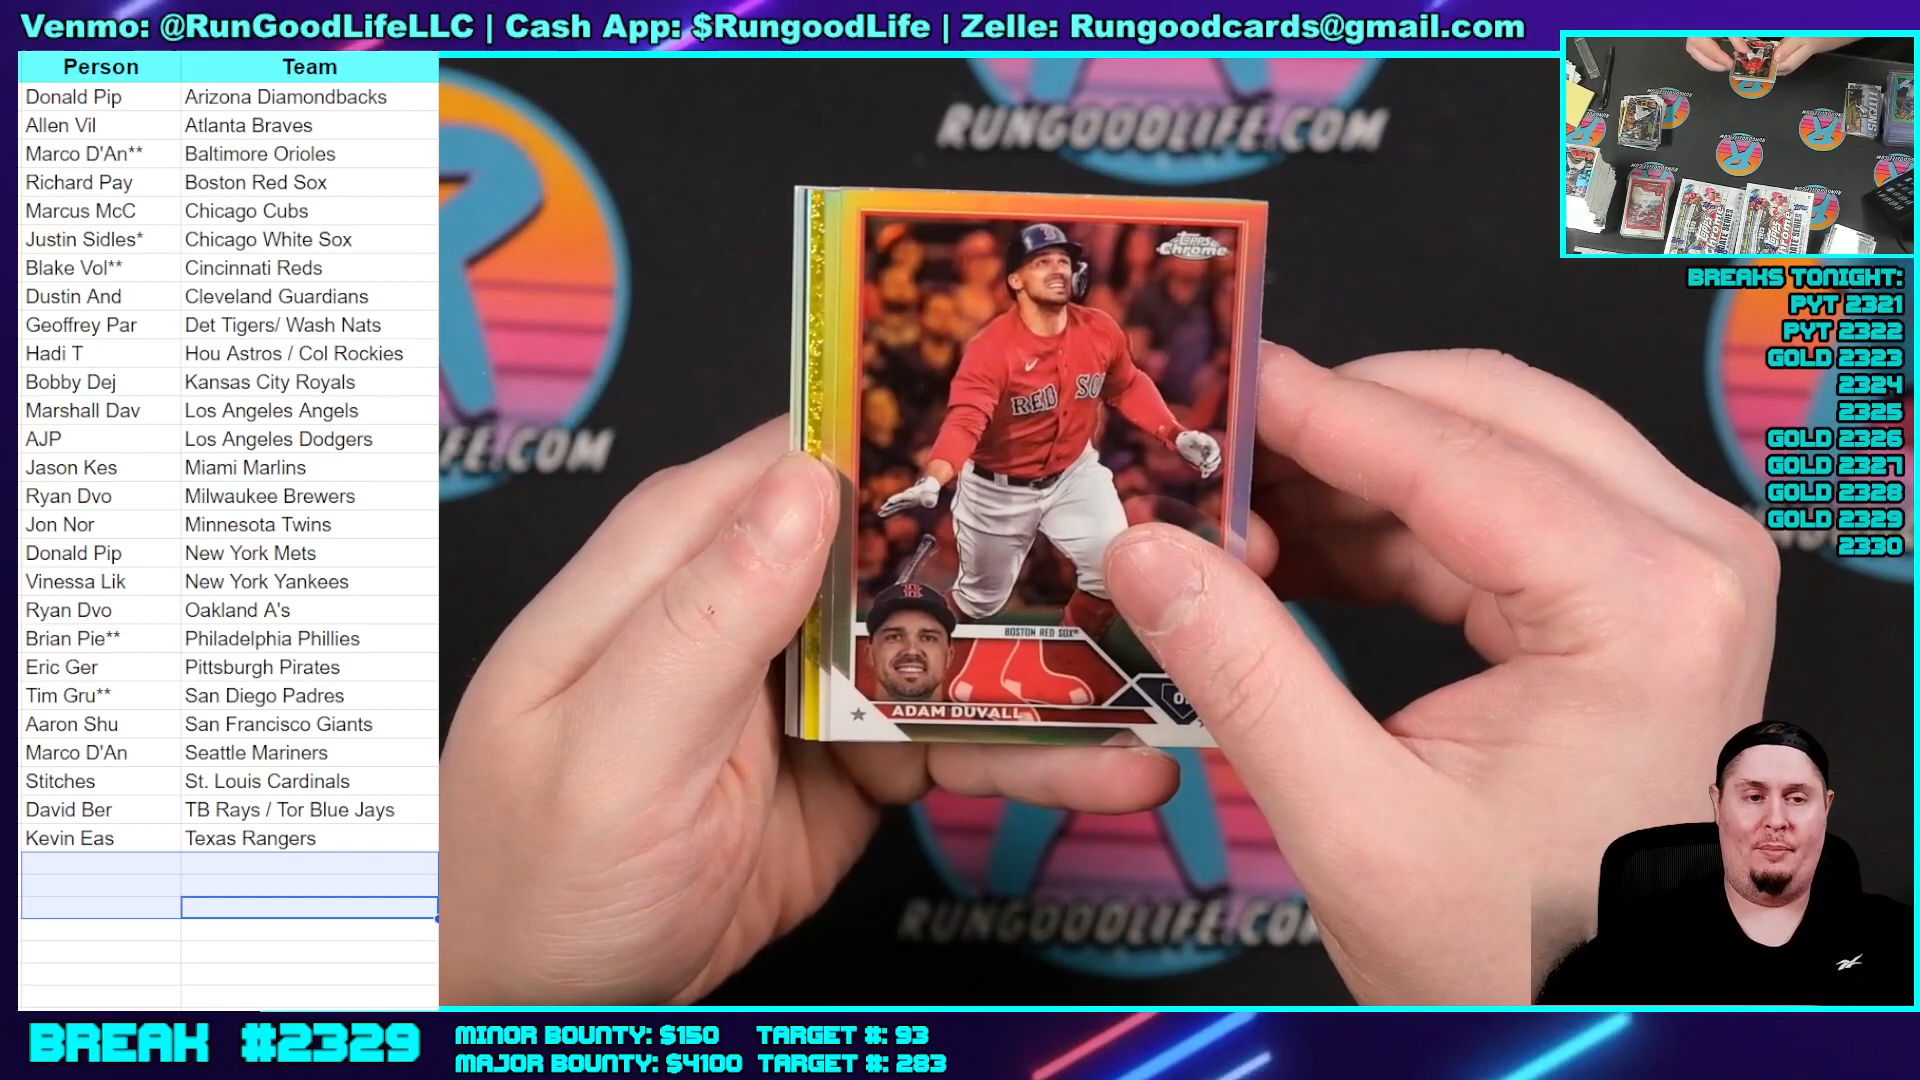 Venmo: @RunGoodLifeLLC | Cash App: $RungoodLife | Zelle: Rungoodcards@gmail.com
Person Team
Donald Pip Arizona Diamondbacks
Allen Vil Atlanta Braves
Marco D'An** Baltimore Orioles
Richard Pay Boston Red Sox
Marcus McC Chicago Cubs
Justin Sidles* Chicago White Sox
Blake Vol** Cincinnati Reds
Dustin And Cleveland Guardians
Geoffrey Par Det Tigers/ Wash Nats
Hadi T Hou Astros / Col Rockies
Bobby Dej Kansas City Royals
Marshall Dav Los Angeles Angels
AJP Los Angeles Dodgers
Jason Kes Miami Marlins
Ryan Dvo Milwaukee Brewers
Jon Nor Minnesota Twins
Donald Pip New York Mets
Vinessa Lik New York Yankees
Ryan Dvo Oakland A's
Brian Pie** Philadelphia Phillies
Eric Ger Pittsburgh Pirates
Tim Gru** San Diego Padres
Aaron Shu San Francisco Giants
Marco D'An Seattle Mariners
Stitches St. Louis Cardinals
David Ber TB Rays / Tor Blue Jays
Kevin Eas Texas Rangers
RUNGOODLIFE.COM
FE.COM
Topps
Chrome
RED SO
BOSTON RED SOX
ADAM DUVALL
RUNGOODLIFE.CO
BREAKS TONIGHT:
PYT 2321
PYT 2322
GOLD 2323
2324
2325
GOLD 2326
GOLD 2327
GOLD 2328
GOLD 2329
2330
BREAK #2329
MINOR BOUNTY: $150 TARGET #: 93
MAJOR BOUNTY: $4100 TARGET #: 283